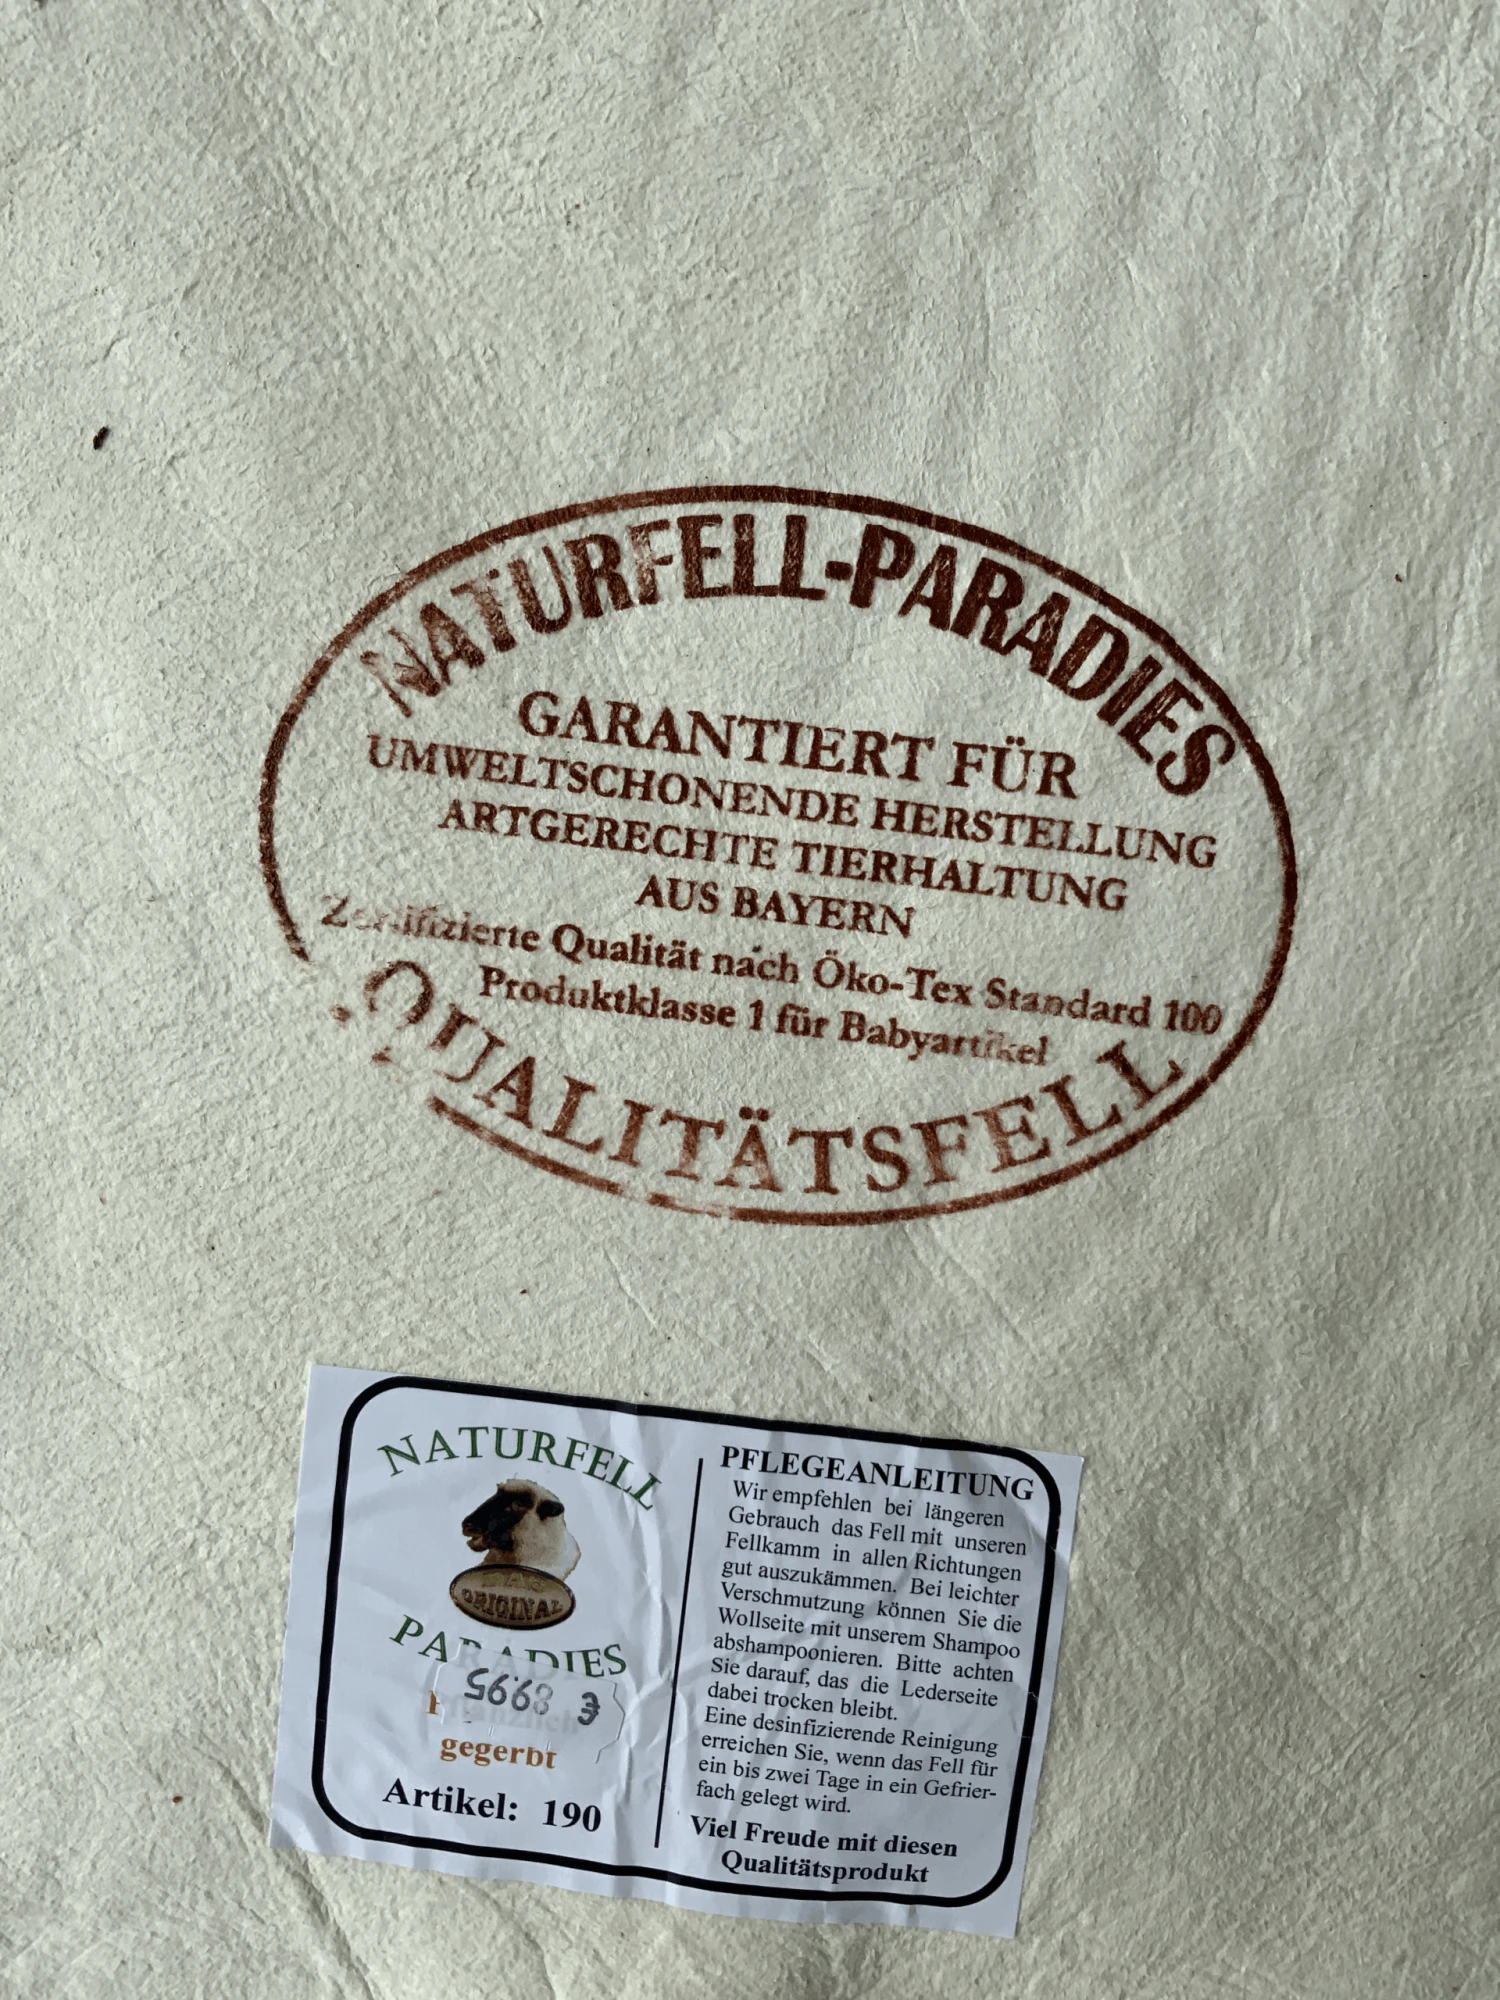 NATURFELL-PARADIES
GARANTIERT FÜR
UMWELTSCHONENDE HERSTELLUNG
ARTGERECHTE TIERHALTUNG
AUS BAYERN
Zertifizierte Qualität nach Öko-Tex Standard 100
Produktklasse 1 für Babyartikel
QUALITÄTSFELL
NATURFELL
DAS
ORIGINAL
PARADIES
gegerbt
Artikel: 190
PFLEGEANLEITUNG
Wir empfehlen bei längeren
Gebrauch das Fell mit unseren
Fellkamm in allen Richtungen
gut auszukämmen. Bei leichter
Verschmutzung können Sie die
Wollseite mit unserem Shampoo
abshampoonieren. Bitte achten
Sie darauf, das die Lederseite
dabei trocken bleibt.
Eine desinfizierende Reinigung
erreichen Sie, wenn das Fell für
ein bis zwei Tage in ein Gefrier-
fach gelegt wird.
Viel Freude mit diesen
Qualitätsprodukt